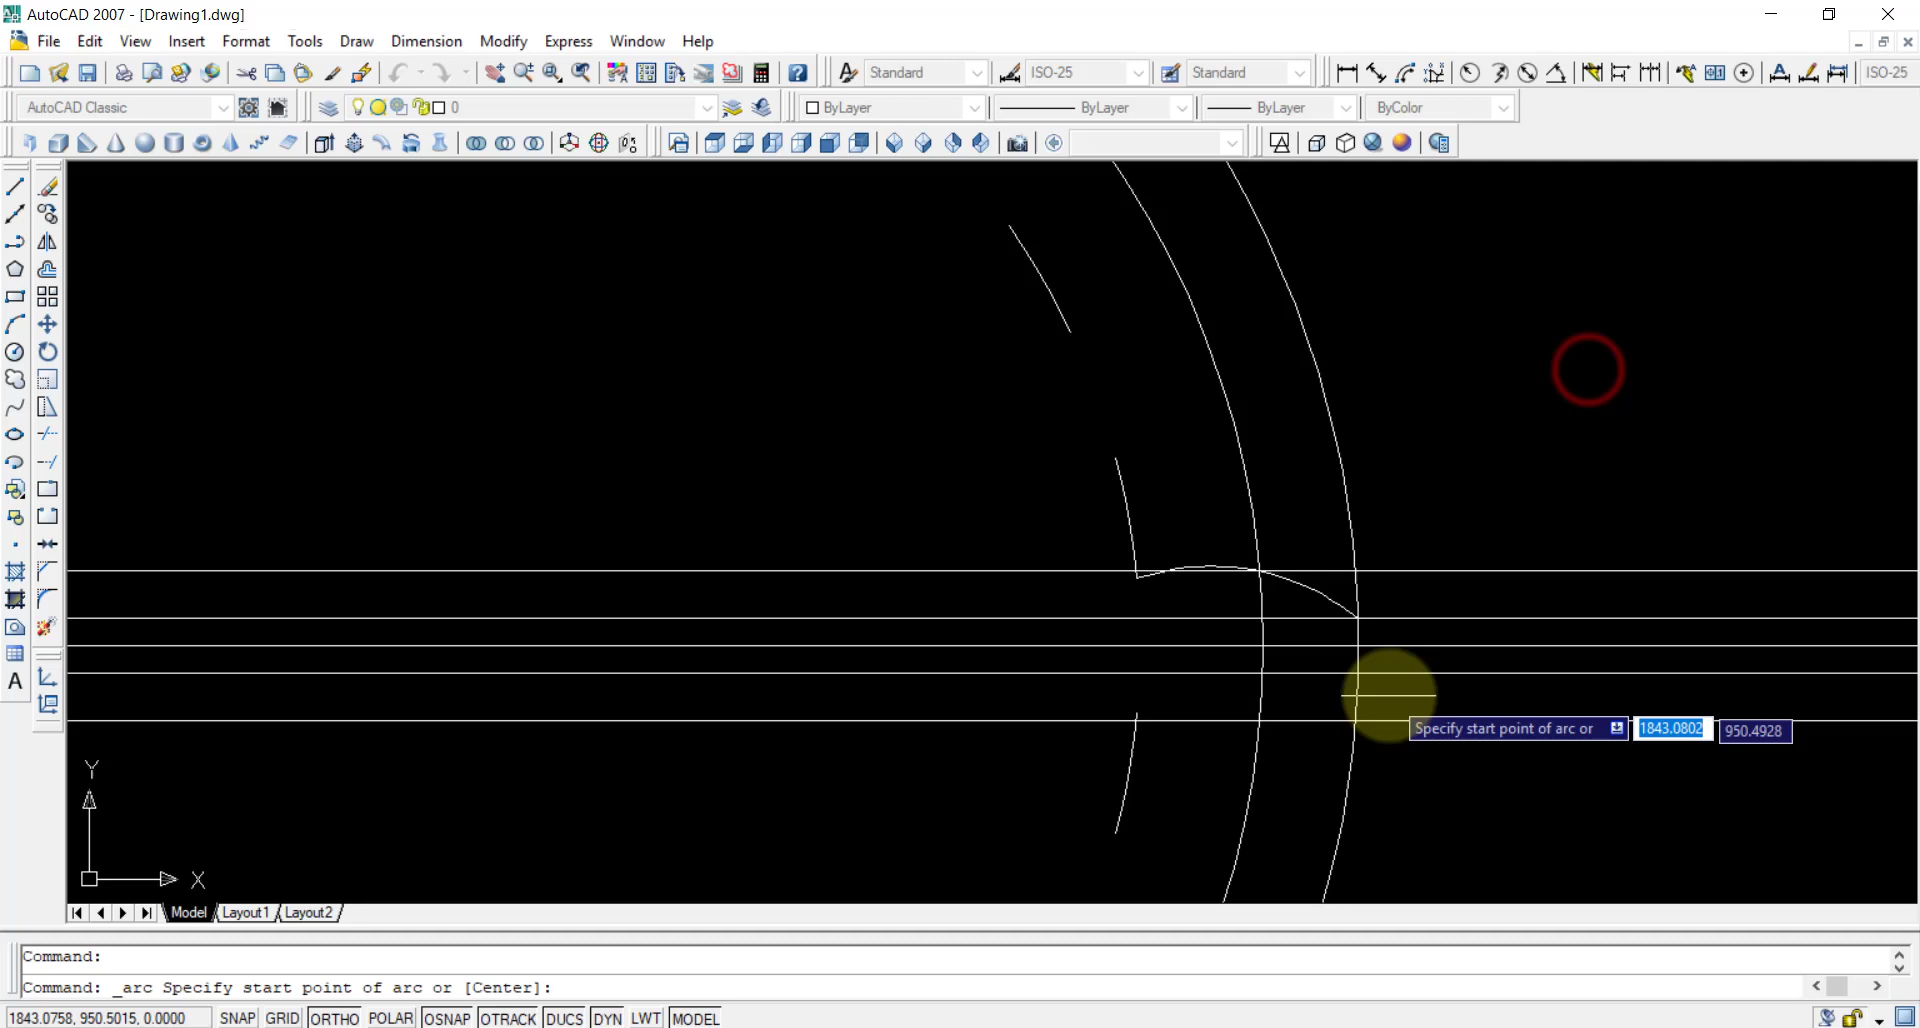 AutoCAD 2007 - [Drawing1.dwg]
File Edit View Insert Format Tools Draw Dimension Modify Express Window Help
Standard ISO-25 Standard ISO-25
AutoCAD Classic 0 ByLayer ByLayer ByLayer ByColor
A
Specify start point of arc or 1843.0802 950.4928
Y
X
Model Layout1 Layout2
Command:
Command: _arc Specify start point of arc or [Center]:
1843.0758, 950.5015, 0.0000 SNAP GRID ORTHO POLAR OSNAP OTRACK DUCS DYN LWT MODEL